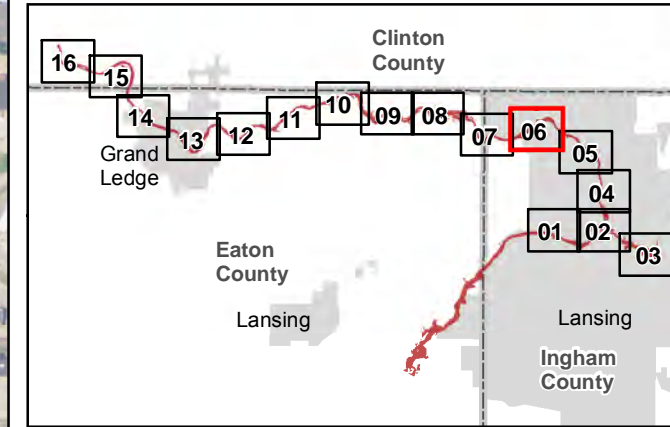 Clinton
County
16
15
14
13
12
11
10
09
08
07
06
05
04
01
02
03
Grand
Ledge
Eaton
County
Lansing
Lansing
Ingham
County